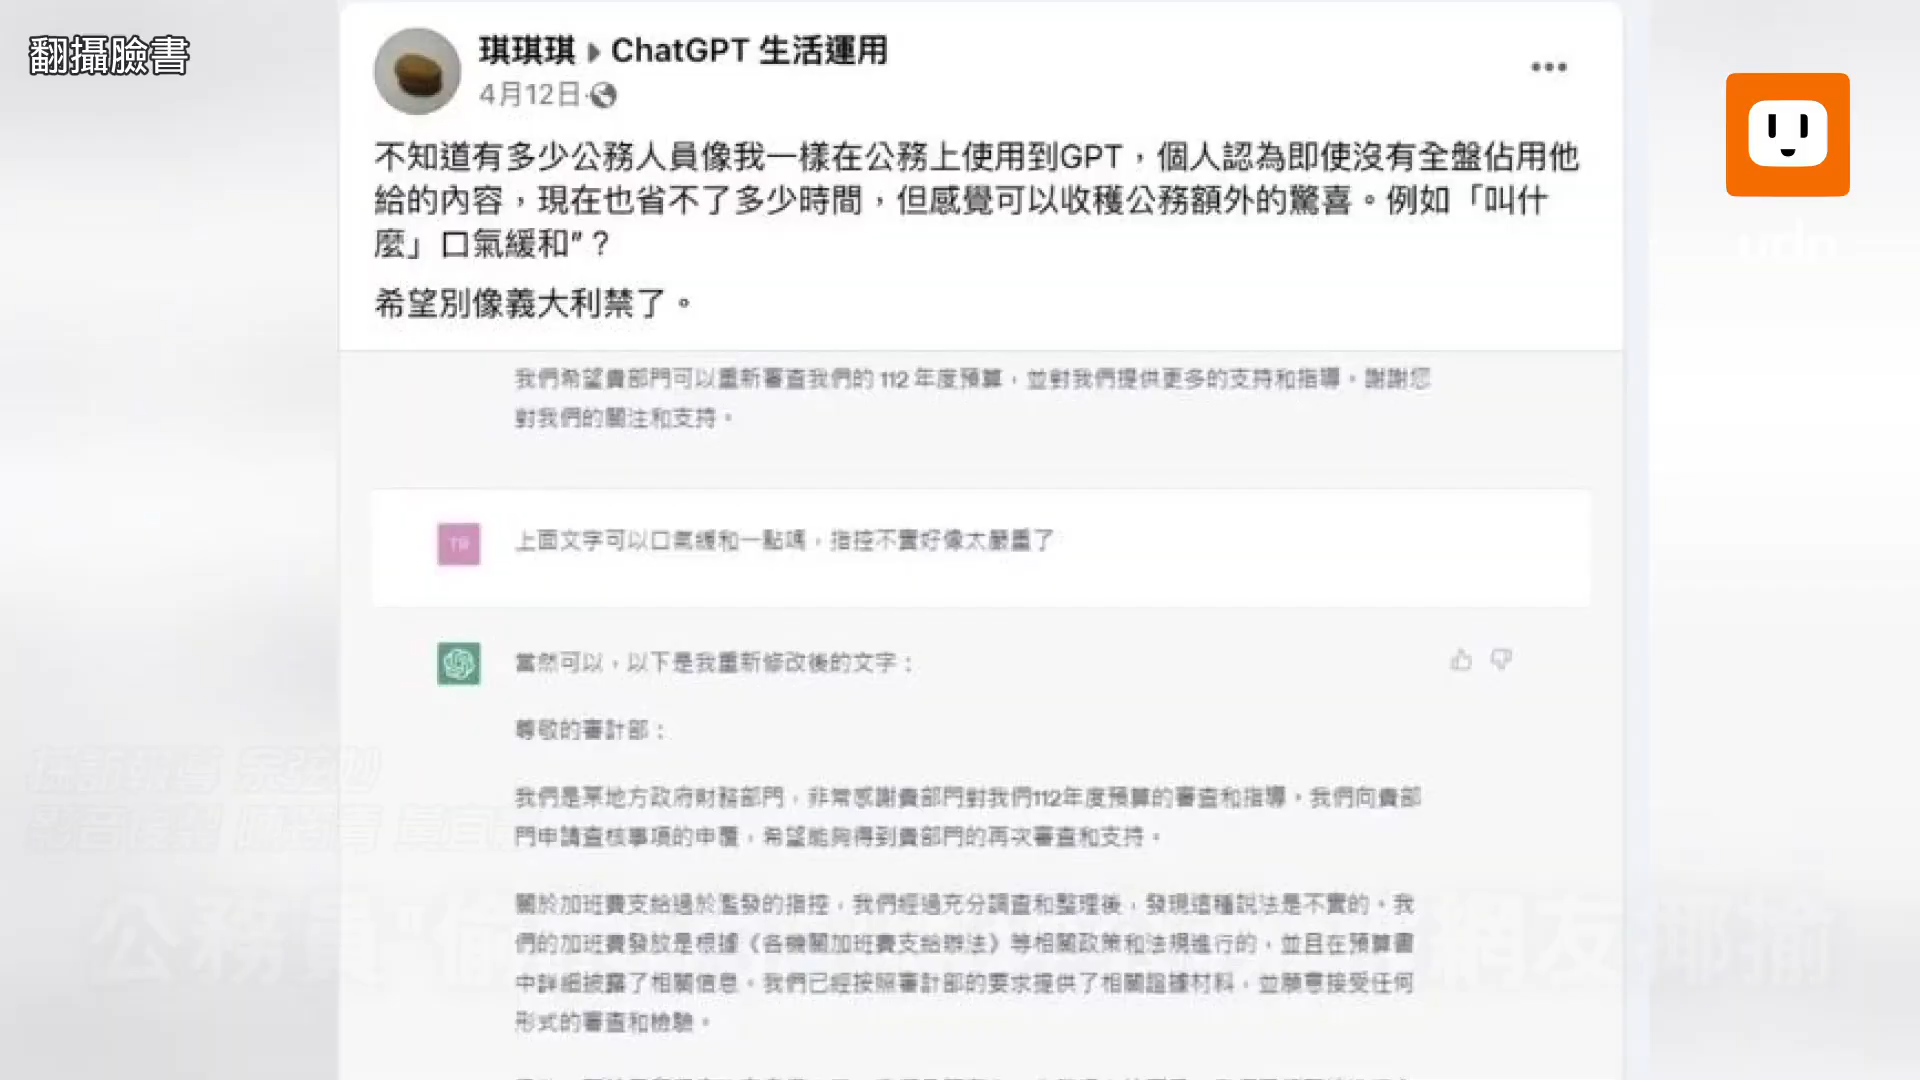 翻攝臉書
琪琪琪 ▸ ChatGPT 生活運用
4月12日·
不知道有多少公務人員像我一樣在公務上使用到GPT，個人認為即使沒有全盤佔用他
給的內容，現在也省不了多少時間，但感覺可以收穫公務額外的驚喜。例如「叫什
麼」口氣緩和”？
希望別像義大利禁了。
我們希望貴部門可以重新審查我們的 112 年度預算，並對我們提供更多的支持和指導。謝謝您
對我們的關注和支持。
上面文字可以口氣緩和一點嗎，指控不實好像太嚴重了
當然可以，以下是我重新修改後的文字：
尊敬的審計部：
我們是某地方政府財務部門，非常感謝貴部門對我們112年度預算的審查和指導。我們向貴部
門申請查核事項的申覆，希望能夠得到貴部門的再次審查和支持。
關於加班費支給過於濫發的指控，我們經過充分調查和整理後，發現這種說法是不實的。我
們的加班費發放是根據《各機關加班費支給辦法》等相關政策和法規進行的，並且在預算書
中詳細披露了相關信息。我們已經按照審計部的要求提供了相關證據材料，並願意接受任何
形式的審查和檢驗。
udn
公務員“偷
網友揶揄